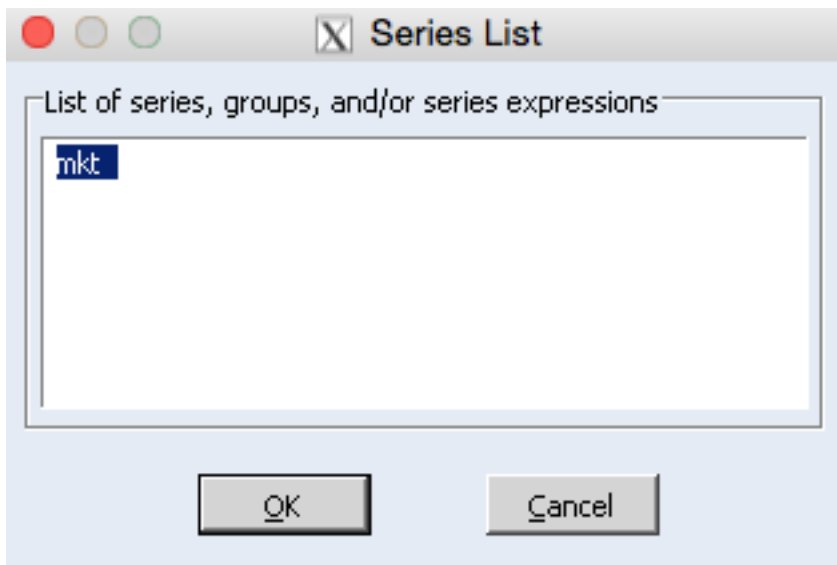 Series List
List of series, groups, and/or series expressions
mkt
OK
Cancel